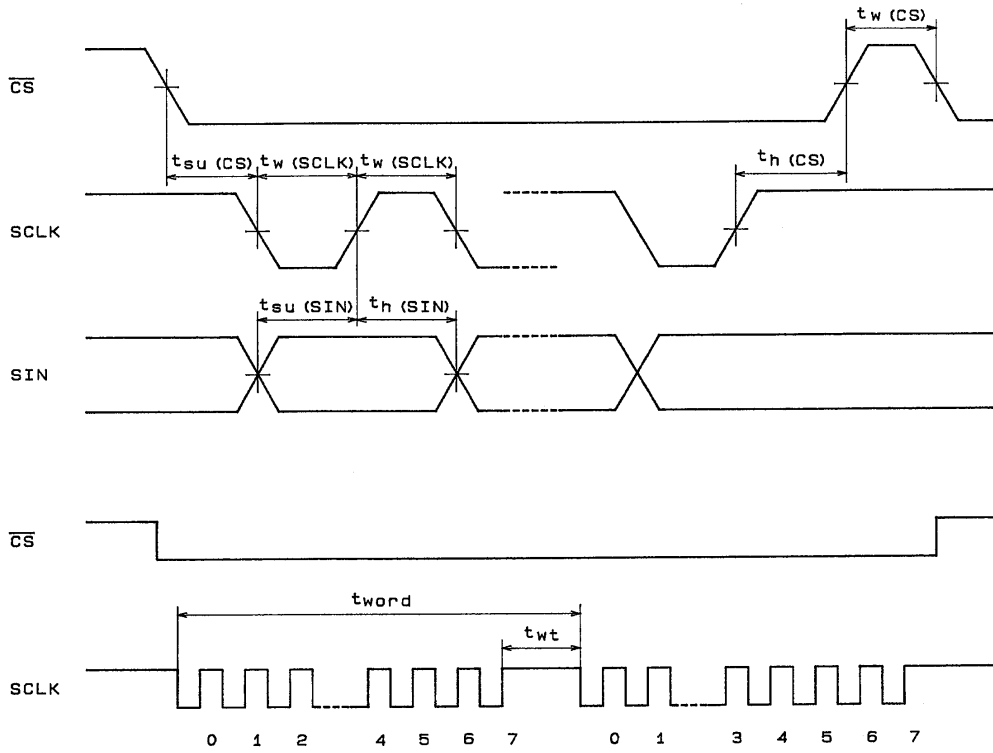 tw (CS)
CS
tsu (CS) tw (SCLK) tw (SCLK) th (CS)
SCLK
tsu (SIN) th (SIN)
SIN
CS
tword
twt
SCLK
0 1 2 4 5 6 7 0 1 3 4 5 6 7